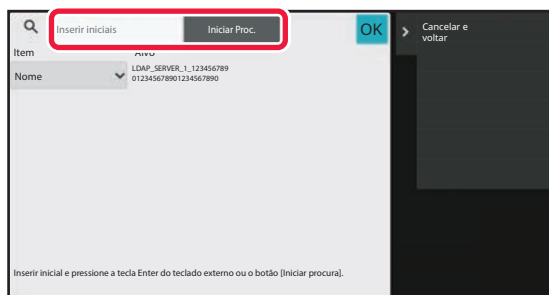 Inserir iniciais
Iniciar Proc.
OK
Cancelar e
voltar
Item
Alvo
Nome
LDAP_SERVER_1_123456789
012345678901234567890
Inserir inicial e pressione a tecla Enter do teclado externo ou o botão [Iniciar procura].